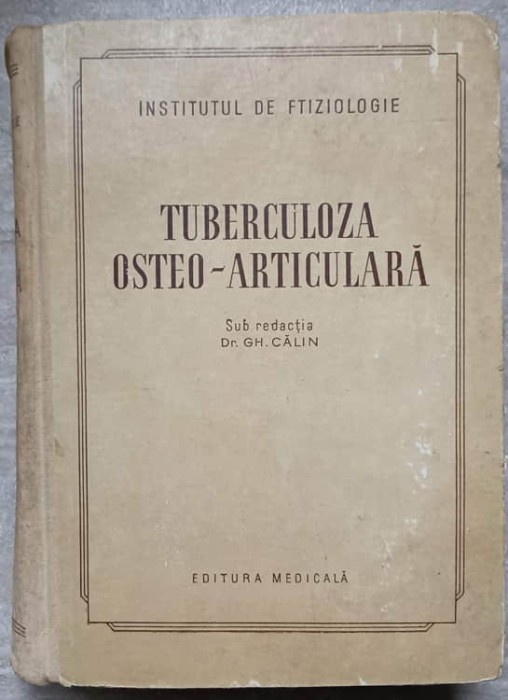 INSTITUTUL DE FTIZIOLOGIE
TUBERCULOZA
OSTEO-ARTICULARĂ
Sub redacția
Dr. GH. CĂLIN
EDITURA MEDICALĂ